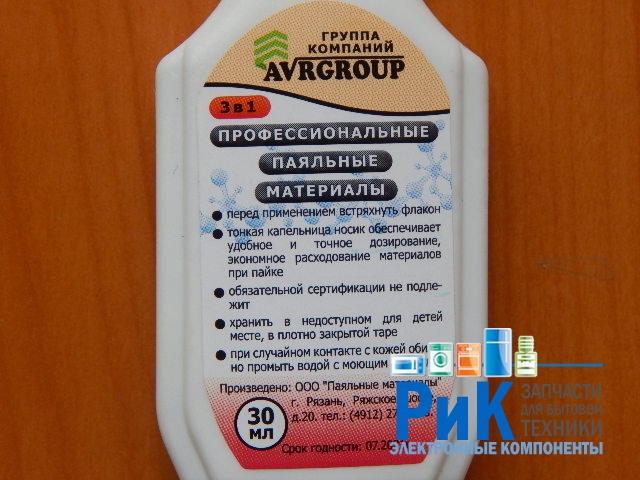 ГРУППА
КОМПАНИЙ
AVRGROUP
3 в 1
ПРОФЕССИОНАЛЬНЫЕ
ПАЯЛЬНЫЕ
МАТЕРИАЛЫ
перед применением встряхнуть флакон
тонкая капельница носик обеспечивает
удобное и точное дозирование,
экономное расходование материалов
при пайке
обязательной сертификации не подле-
жит
хранить в недоступном для детей
месте, в плотно закрытой таре
при случайном контакте с кожей
но промыть водой с моющим
Произведено: ООО "Паяльные материалы"
г. Рязань, Ряжское
д.20. тел.: (4912)
30
МЛ
Срок годности:
РиК
ЗАПЧАСТИ
ДЛЯ БЫТОВОЙ
ТЕХНИКИ
ЭЛЕКТРОННЫЕ КОМПОНЕНТЫ